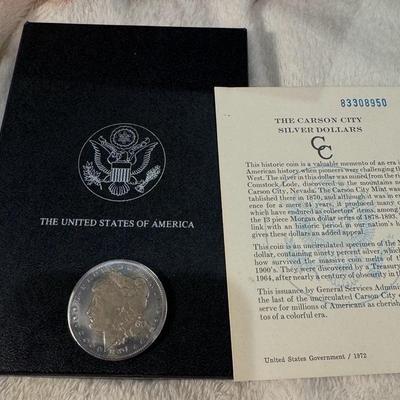 83308950
THE CARSON CITY
SILVER DOLLARS
CC
This historic coin is a valuable memento of an era i
American history when pioneers were challenging the
West. The silver in this dollar was mined from the ri
Comstock Lode, discovered in the mountains n
Carson City, Nevada. The Carson City Mint wa
tablished there in 1870, and although it was in e
ence for a mere 34 years, it produced many c
which have endured as collectors' items, among t
the 13 piece Morgan dollar series of 1878-1893.
link with an historic period in our nation's h
gives these dollars an added appeal.
This coin is an uncirculated specimen of the
dollar, containing ninety percent silver, which
how survived the massive coin melts of th
1900's. They were discovered by a Treasury
1964, after nearly a century of obscurity in
This issuance by General Services Administra
the last of the uncirculated Carson City
serve for millions of Americans as cherishe
tos of a colorful era.
United States Government / 1972
THE UNITED STATES OF AMERICA